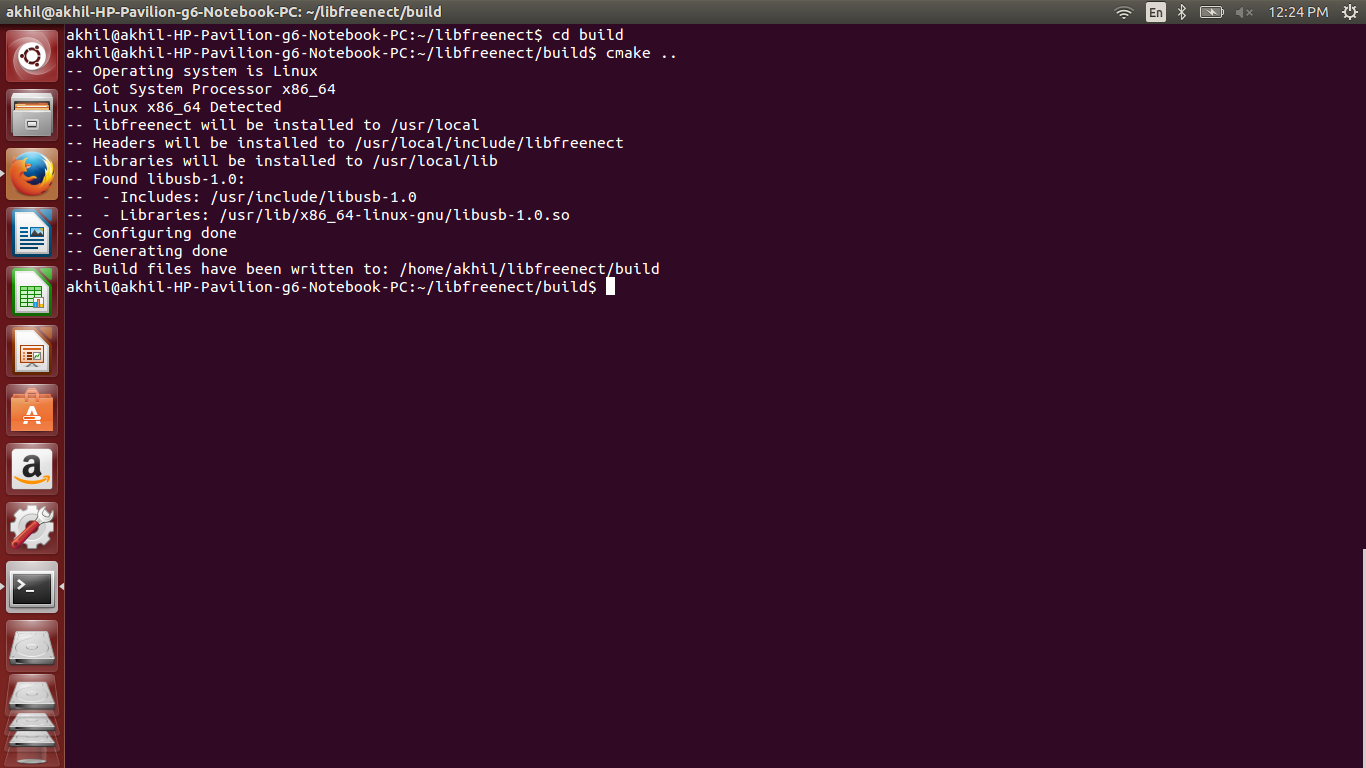 akhil@akhil-HP-Pavilion-g6-Notebook-PC: ~/libfreenect/build
En
12:24 PM
akhil@akhil-HP-Pavilion-g6-Notebook-PC:~/libfreenect$ cd build
akhil@akhil-HP-Pavilion-g6-Notebook-PC:~/libfreenect/build$ cmake ..
-- Operating system is Linux
-- Got System Processor x86_64
-- Linux x86_64 Detected
-- libfreenect will be installed to /usr/local
-- Headers will be installed to /usr/local/include/libfreenect
-- Libraries will be installed to /usr/local/lib
-- Found libusb-1.0:
--  - Includes: /usr/include/libusb-1.0
--  - Libraries: /usr/lib/x86_64-linux-gnu/libusb-1.0.so
-- Configuring done
-- Generating done
-- Build files have been written to: /home/akhil/libfreenect/build
akhil@akhil-HP-Pavilion-g6-Notebook-PC:~/libfreenect/build$
A
a
>_